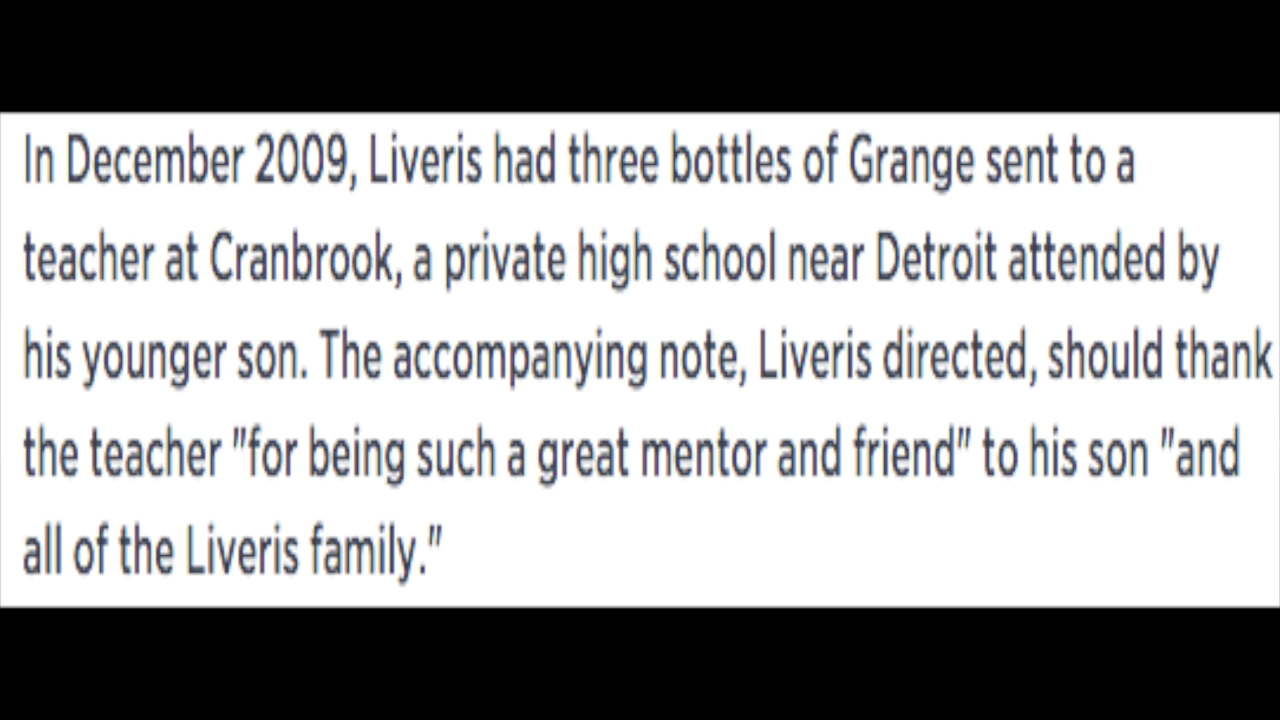 In December 2009, Liveris had three bottles of Grange sent to a
teacher at Cranbrook, a private high school near Detroit attended by
his younger son. The accompanying note, Liveris directed, should thank
the teacher "for being such a great mentor and friend" to his son "and
all of the Liveris family."